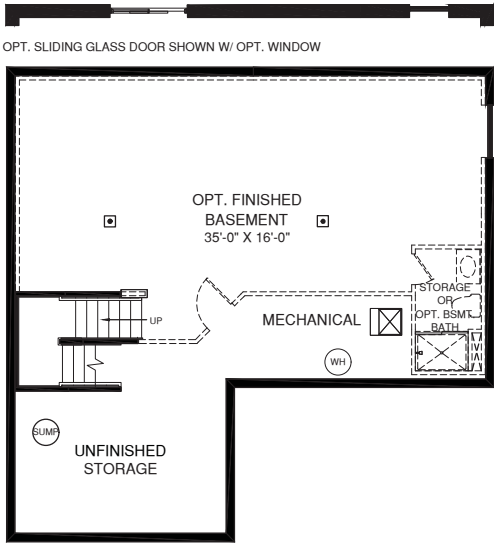 OPT. SLIDING GLASS DOOR SHOWN W/ OPT. WINDOW
OPT. FINISHED
BASEMENT
35'-0" X 16'-0"
STORAGE
OR
OPT. BSMT.
BATH
UP
MECHANICAL
WH
SUMP
UNFINISHED
STORAGE